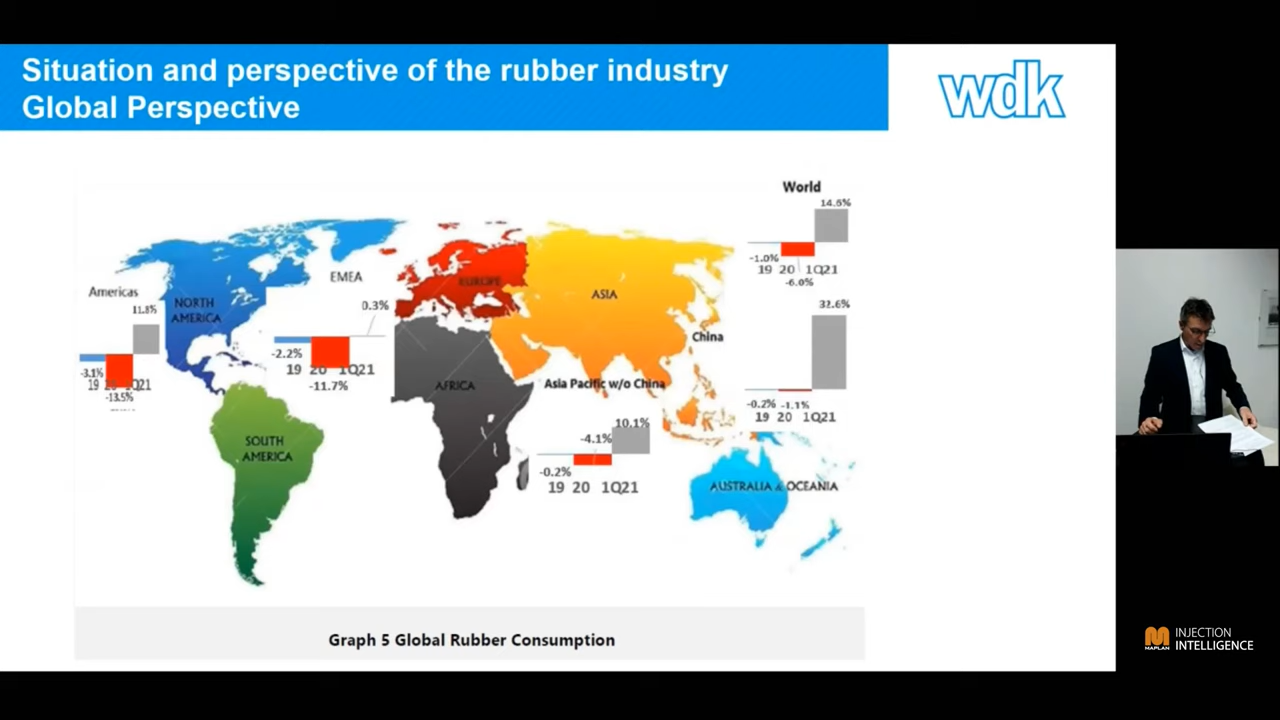 Situation and perspective of the rubber industry
Global Perspective
wdk
World
14.6%
-1.0%
19 20 1Q21
-6.0%
EMEA
0.3%
-2.2%
19 20 1Q21
-11.7%
Americas
11.8%
-3.1%
19 20 1Q21
-13.5%
NORTH
AMERICA
EUROPE
ASIA
China
32.6%
-0.2% -1.1%
19 20 1Q21
AFRICA
Asia Pacific w/o China
10.1%
-4.1%
-0.2%
19 20 1Q21
SOUTH
AMERICA
AUSTRALIA & OCEANIA
Graph 5 Global Rubber Consumption
MAPLAN
INJECTION
INTELLIGENCE